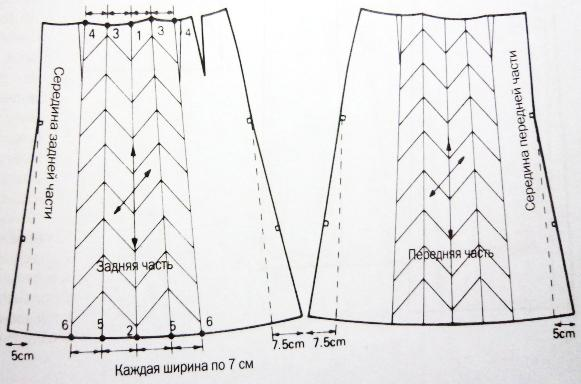 4 3 1 3 4
Середина задней части
Задняя часть
6 5 2 5 6
5cm
7.5cm
Каждая ширина по 7 см
Середина передней части
Передняя часть
7.5cm
5cm